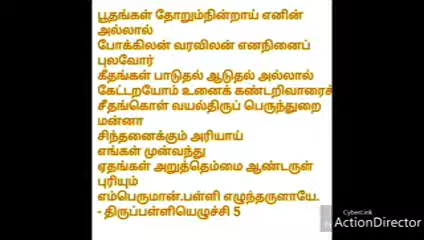 பூதங்கள் தோறும்நின்றாய் எனின்
அல்லால்
போக்கிலன் வரவிலன் எனநினைப்
புலவோர்
கீதங்கள் பாடுதல் ஆடுதல் அல்லால்
கேட்டறயோம் உனைக் கண்டறிவாரைச்
சீதங்கொள் வயல்திருப் பெருந்துறை
மன்னா
சிந்தனைக்கும் அரியாய்
எங்கள் முன்வந்து
ஏதங்கள் அறுத்தெம்மை ஆண்டருள்
புரியும்
எம்பெருமான்.பள்ளி எழுந்தருளாயே.
- திருப்பள்ளியெழுச்சி 5
CyberLink
ActionDirector